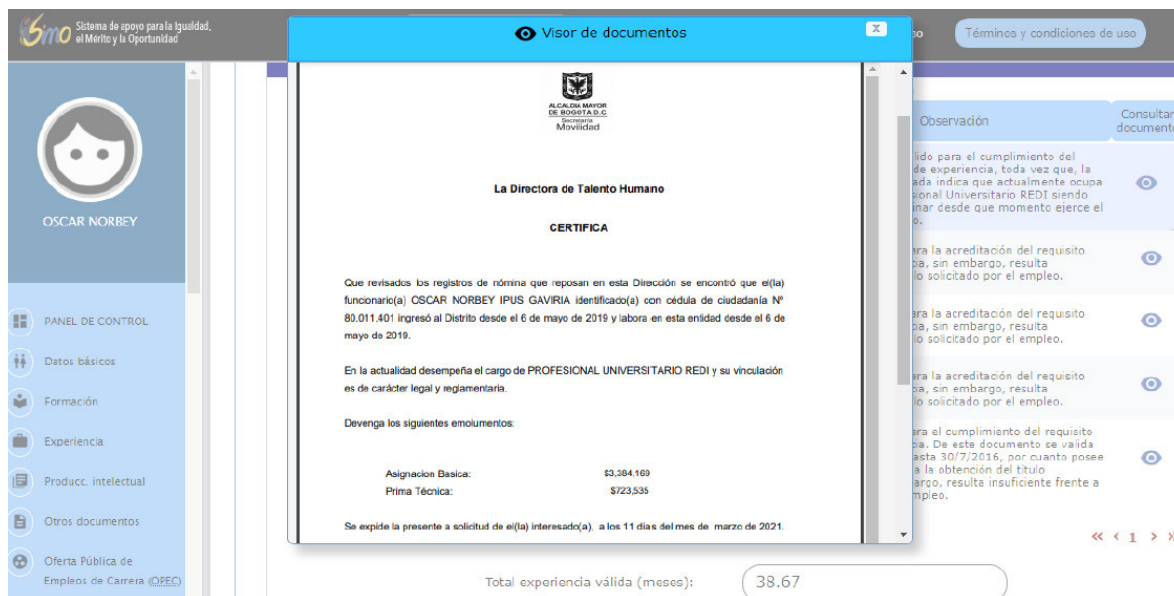 Simo Sistema de apoyo para la Igualdad,
el Mérito y la Oportunidad
Visor de documentos
X
Términos y condiciones de uso
OSCAR NORBEY
PANEL DE CONTROL
Datos básicos
Formación
Experiencia
Producc. intelectual
Otros documentos
Oferta Pública de
Empleos de Carrera (OPEC)
ALCALDIA MAYOR
DE BOGOTA D.C.
Secretaría
Movilidad
La Directora de Talento Humano
CERTIFICA
Que revisados los registros de nómina que reposan en esta Dirección se encontró que el(la)
funcionario(a) OSCAR NORBEY IPUS GAVIRIA identificado(a) con cédula de ciudadanía Nº
80.011.401 ingresó al Distrito desde el 6 de mayo de 2019 y labora en esta entidad desde el 6 de
mayo de 2019.
En la actualidad desempeña el cargo de PROFESIONAL UNIVERSITARIO REDI y su vinculación
es de carácter legal y reglamentaria.
Devenga los siguientes emolumentos:
Asignacion Basica: $3,384,169
Prima Técnica: $723,535
Se expide la presente a solicitud de el(la) interesado(a), a los 11 dias del mes de marzo de 2021.
Observación
Consultar
documento
lido para el cumplimiento del
de experiencia, toda vez que, la
ada indica que actualmente ocupa
sional Universitario REDI siendo
inar desde que momento ejerce el
o.
ara la acreditación del requisito
cia, sin embargo, resulta
lo solicitado por el empleo.
ara la acreditación del requisito
cia, sin embargo, resulta
lo solicitado por el empleo.
ara la acreditación del requisito
cia, sin embargo, resulta
lo solicitado por el empleo.
ara el cumplimiento del requisito
cia. De este documento se valida
asta 30/7/2016, por cuanto posee
a la obtención del título
argo, resulta insuficiente frente a
mpleo.
« ‹ 1 › »
Total experiencia válida (meses): 38.67